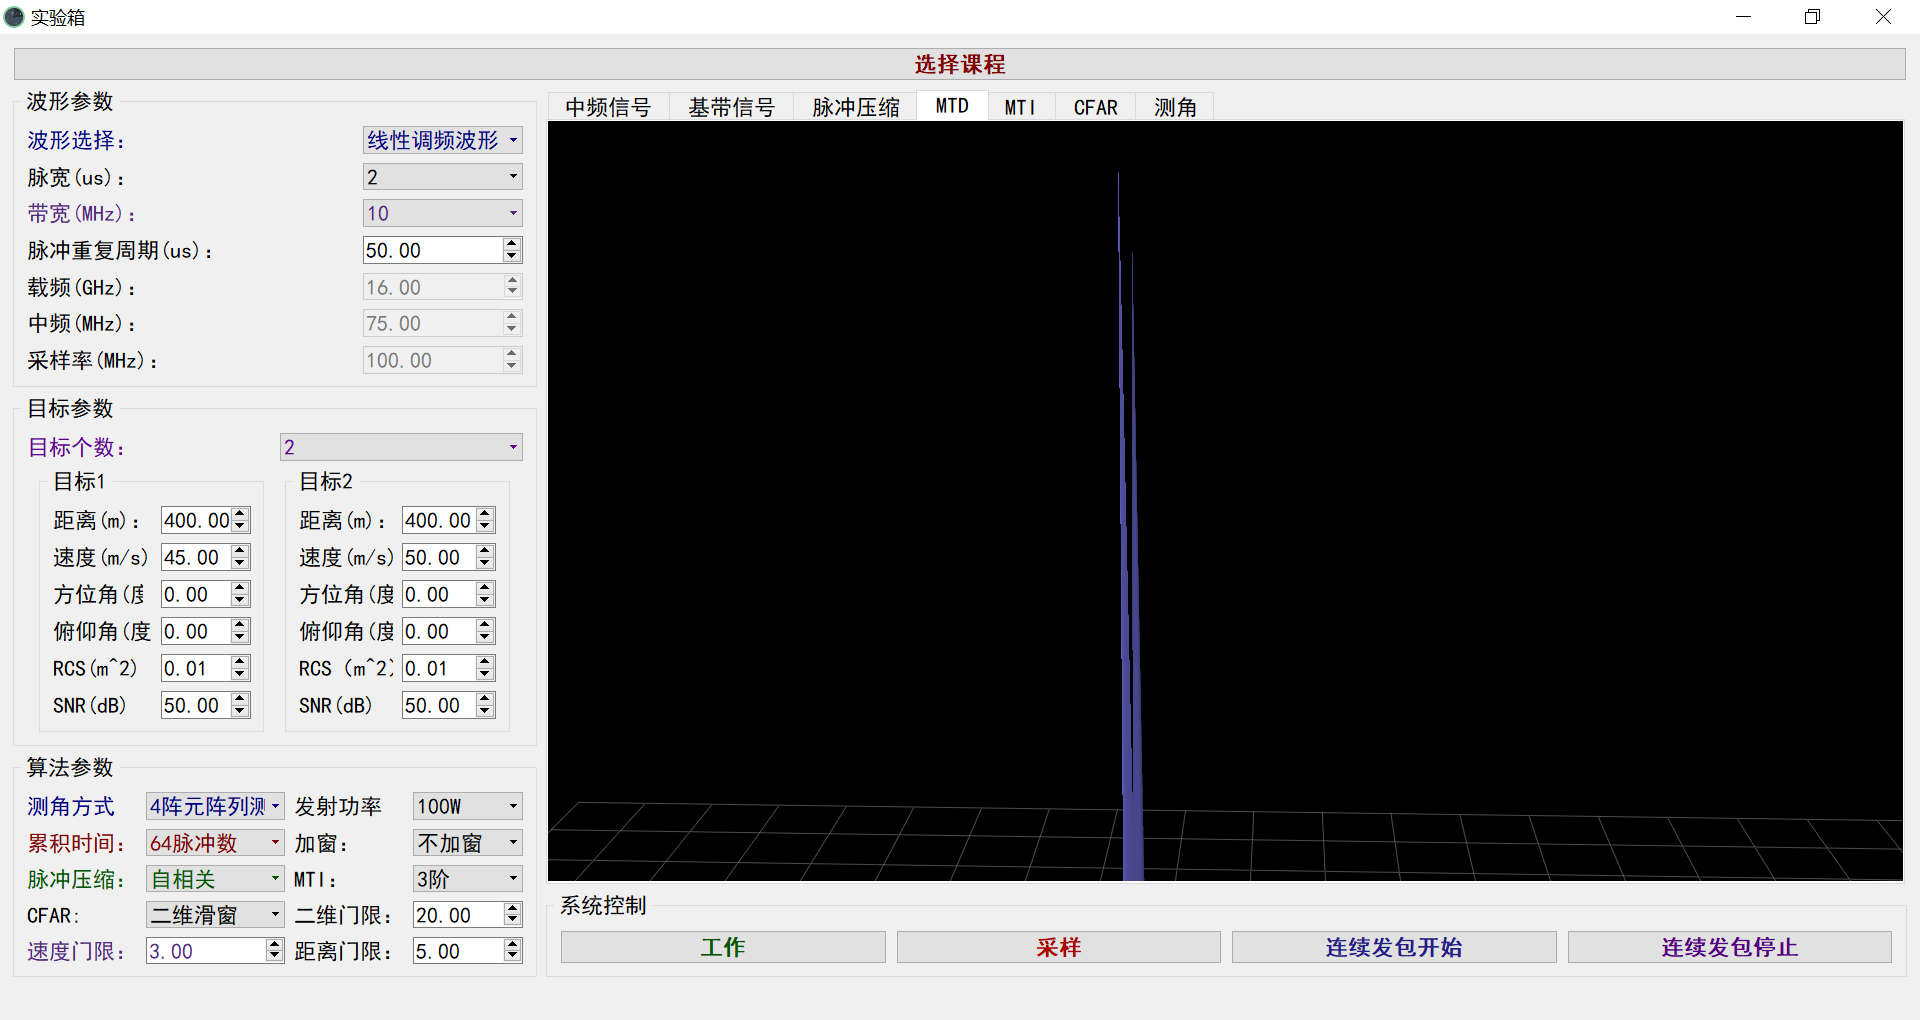 实验箱
选择课程
波形参数
波形选择： 线性调频波形
脉宽(us)： 2
带宽(MHz)： 10
脉冲重复周期(us)： 50.00
载频(GHz)： 16.00
中频(MHz)： 75.00
采样率(MHz)： 100.00
目标参数
目标个数： 2
目标1
距离(m)： 400.00
速度(m/s) 45.00
方位角(度 0.00
俯仰角(度 0.00
RCS(m^2) 0.01
SNR(dB) 50.00
目标2
距离(m)： 400.00
速度(m/s) 50.00
方位角(度 0.00
俯仰角(度 0.00
RCS (m^2) 0.01
SNR(dB) 50.00
算法参数
测角方式 4阵元阵列测 发射功率 100W
累积时间： 64脉冲数 加窗： 不加窗
脉冲压缩： 自相关 MTI： 3阶
CFAR: 二维滑窗 二维门限： 20.00
速度门限： 3.00 距离门限： 5.00
中频信号 基带信号 脉冲压缩 MTD MTI CFAR 测角
系统控制
工作 采样 连续发包开始 连续发包停止